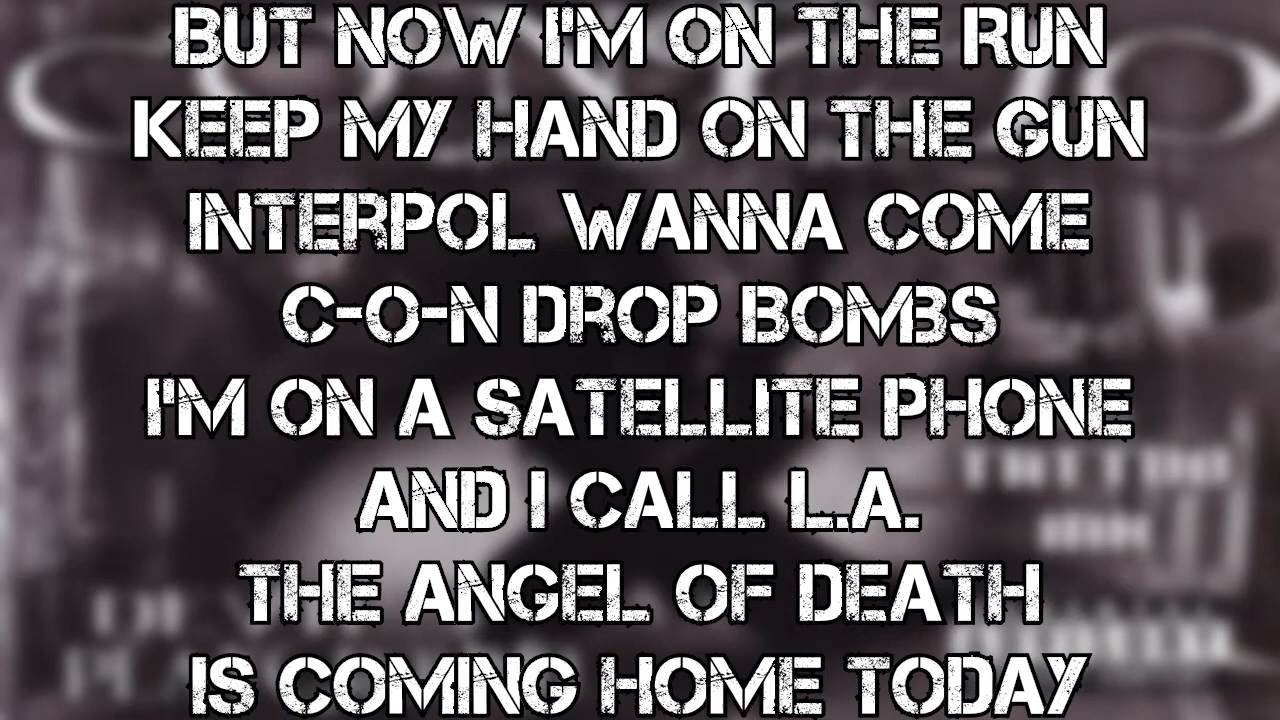 BUT NOW I'M ON THE RUN
KEEP MY HAND ON THE GUN
INTERPOL WANNA COME
C-O-N DROP BOMBS
I'M ON A SATELLITE PHONE
AND I CALL L.A.
THE ANGEL OF DEATH
IS COMING HOME TODAY